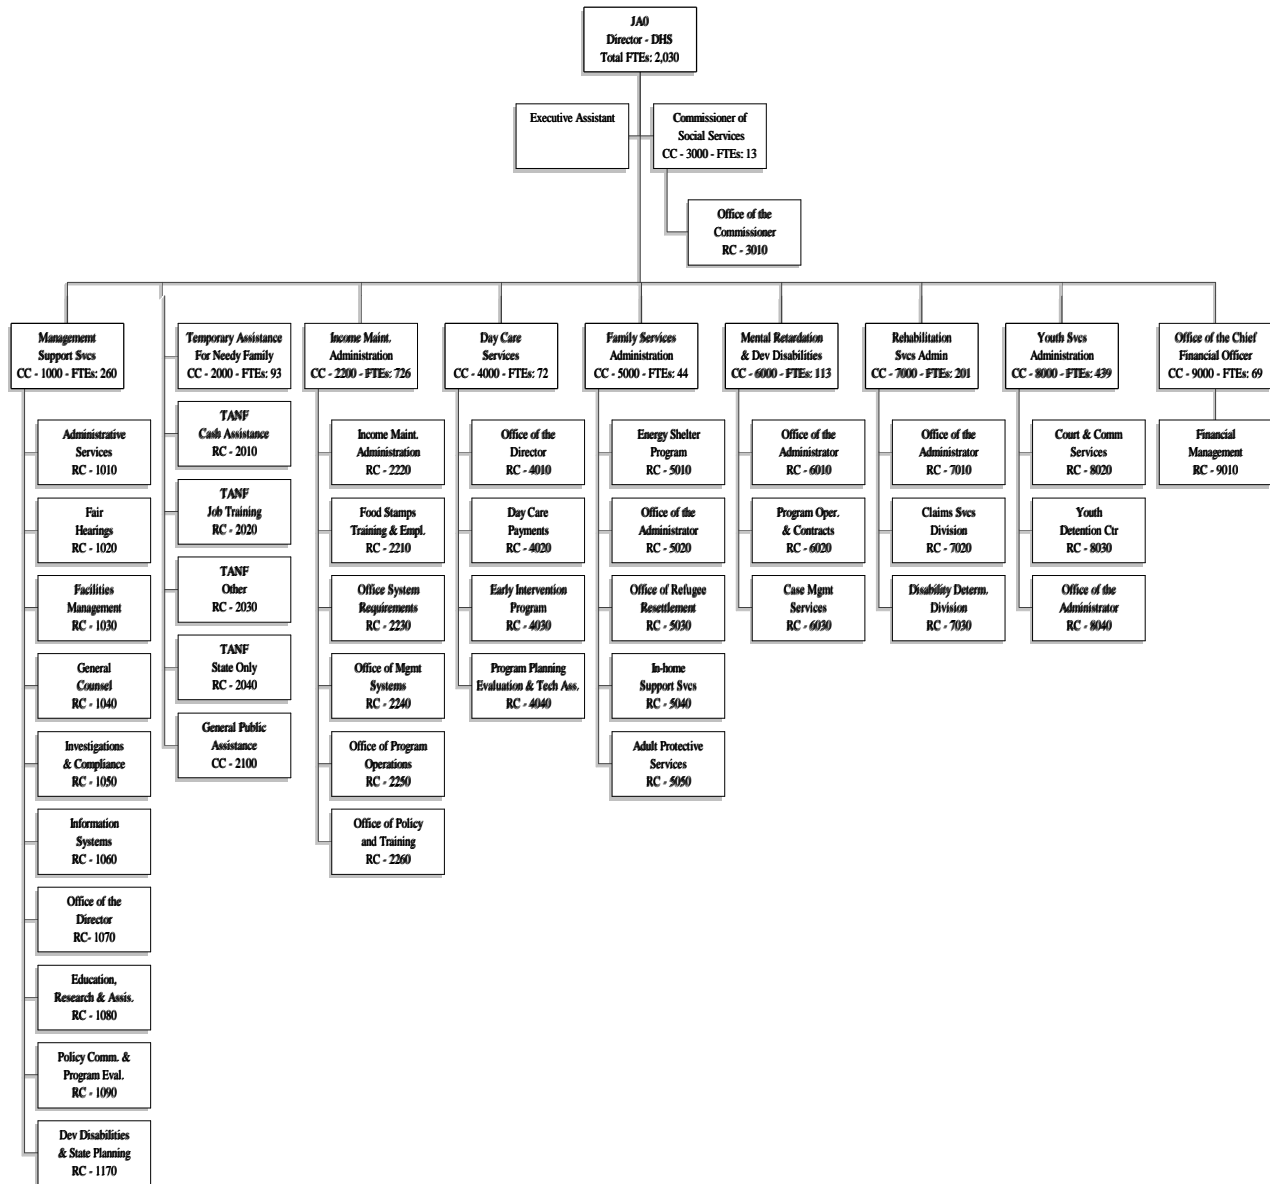 JA0
Director - DHS
Total FTEs: 2,030
Executive Assistant
Commissioner of
Social Services
CC - 3000 - FTEs: 13
Office of the
Commissioner
RC - 3010
Management
Support Svcs
CC - 1000 - FTEs: 260
Administrative
Services
RC - 1010
Fair
Hearings
RC - 1020
Facilities
Management
RC - 1030
General
Counsel
RC - 1040
Investigations
& Compliance
RC - 1050
Information
Systems
RC - 1060
Office of the
Director
RC- 1070
Education,
Research & Assis.
RC - 1080
Policy Comm. &
Program Eval.
RC - 1090
Dev Disabilities
& State Planning
RC - 1170
Temporary Assistance
For Needy Family
CC - 2000 - FTEs: 93
TANF
Cash Assistance
RC - 2010
TANF
Job Training
RC - 2020
TANF
Other
RC - 2030
TANF
State Only
RC - 2040
General Public
Assistance
CC - 2100
Income Maint.
Administration
CC - 2200 - FTEs: 726
Income Maint.
Administration
RC - 2220
Food Stamps
Training & Empl.
RC - 2210
Office System
Requirements
RC - 2230
Office of Mgmt
Systems
RC - 2240
Office of Program
Operations
RC - 2250
Office of Policy
and Training
RC - 2260
Day Care
Services
CC - 4000 - FTEs: 72
Office of the
Director
RC - 4010
Day Care
Payments
RC - 4020
Early Intervention
Program
RC - 4030
Program Planning
Evaluation & Tech Ass.
RC - 4040
Family Services
Administration
CC - 5000 - FTEs: 44
Energy Shelter
Program
RC - 5010
Office of the
Administrator
RC - 5020
Office of Refugee
Resettlement
RC - 5030
In-home
Support Svcs
RC - 5040
Adult Protective
Services
RC - 5050
Mental Retardation
& Dev Disabilities
CC - 6000 - FTEs: 113
Office of the
Administrator
RC - 6010
Program Oper.
& Contracts
RC - 6020
Case Mgmt
Services
RC - 6030
Rehabilitation
Svcs Admin
CC - 7000 - FTEs: 201
Office of the
Administrator
RC - 7010
Claims Svcs
Division
RC - 7020
Disability Determ.
Division
RC - 7030
Youth Svcs
Administration
CC - 8000 - FTEs: 439
Court & Comm
Services
RC - 8020
Youth
Detention Ctr
RC - 8030
Office of the
Administrator
RC - 8040
Office of the Chief
Financial Officer
CC - 9000 - FTEs: 69
Financial
Management
RC - 9010